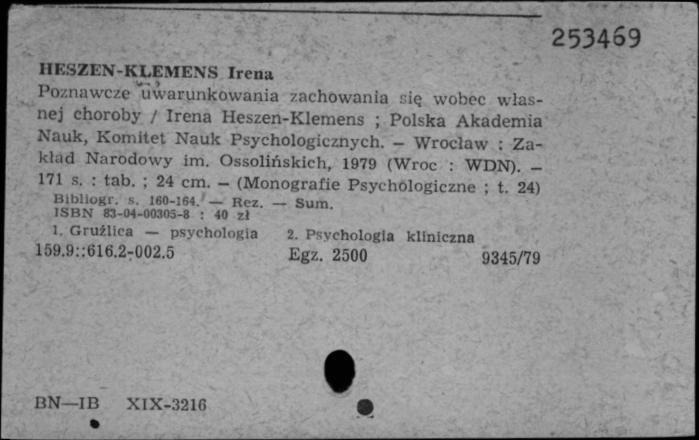 253469
HESZEN-KLEMENS Irena
Poznawcze uwarunkowania zachowania się wobec włas-
nej choroby / Irena Heszen-Klemens ; Polska Akademia
Nauk, Komitet Nauk Psychologicznych. — Wrocław : Za-
kład Narodowy im. Ossolińskich, 1979 (Wroc : WDN). —
171 s. : tab. ; 24 cm. — (Monografie Psychologiczne ; t. 24)
Bibliogr. s. 160-164. — Rez. — Sum.
ISBN 83-04-00305-8 : 40 zł
1. Gruźlica — psychologia 2. Psychologia kliniczna
159.9::616.2-002.5 Egz. 2500 9345/79
BN—IB XIX-3216